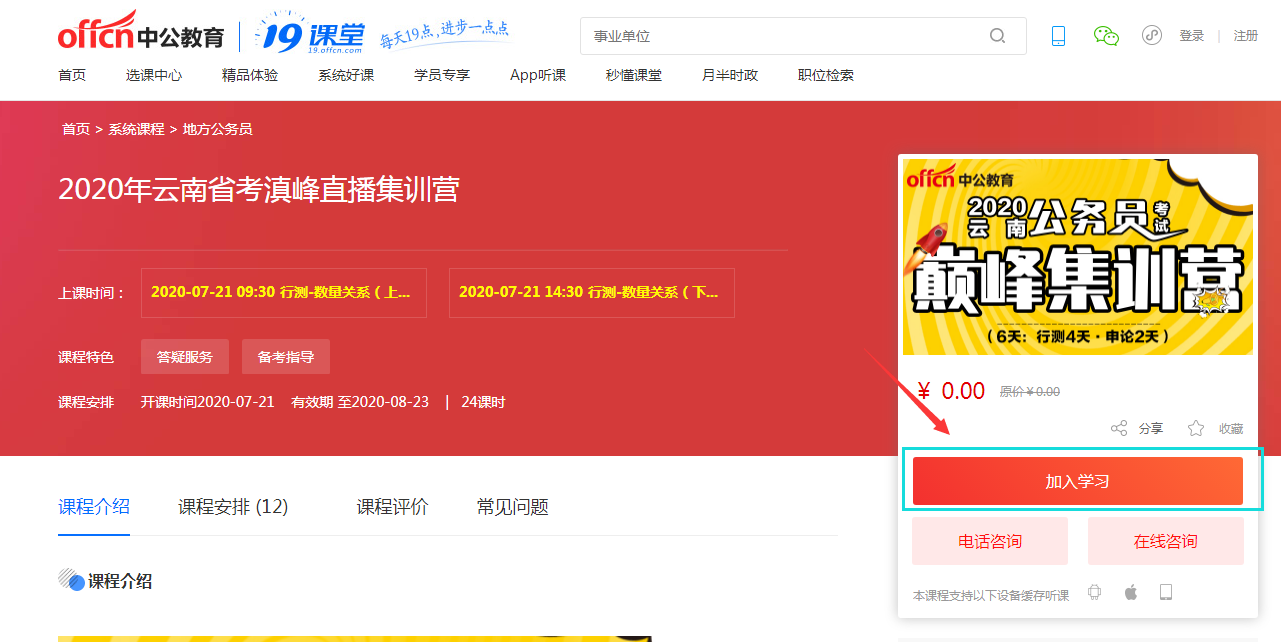 offcn中公教育
19课堂
19.offcn.com
每天19点,进步一点点
事业单位
登录 | 注册
首页 选课中心 精品体验 系统好课 学员专享 App听课 秒懂课堂 月半时政 职位检索
首页 > 系统课程 > 地方公务员
2020年云南省考滇峰直播集训营
上课时间：
2020-07-21 09:30 行测-数量关系（上...
2020-07-21 14:30 行测-数量关系（下...
课程特色 答疑服务 备考指导
课程安排 开课时间2020-07-21 有效期 至2020-08-23 | 24课时
offcn中公教育
2020
云南公务员考试
巅峰集训营
（6天：行测4天·申论2天）
¥ 0.00 原价¥0.00
分享 收藏
加入学习
电话咨询 在线咨询
本课程支持以下设备缓存听课
课程介绍 课程安排 (12) 课程评价 常见问题
课程介绍